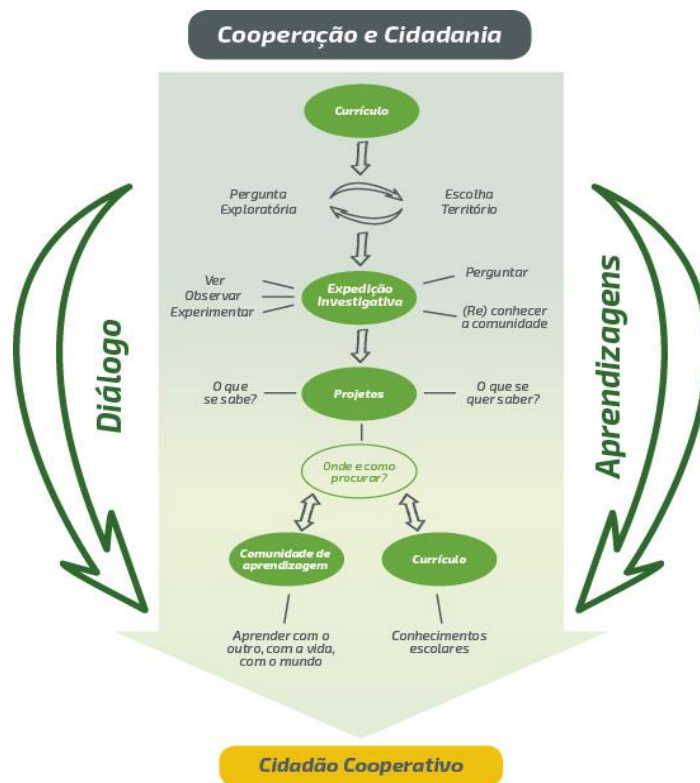 Cooperação e Cidadania
Currículo
Pergunta
Exploratória
Escolha
Território
Ver
Observar
Experimentar
Expedição
Investigativa
Perguntar
(Re) conhecer
a comunidade
Diálogo
Aprendizagens
O que
se sabe?
Projetos
O que se
quer saber?
Onde e como
procurar?
Comunidade de
aprendizagem
Currículo
Aprender com o
outro, com a vida,
com o mundo
Conhecimentos
escolares
Cidadão Cooperativo